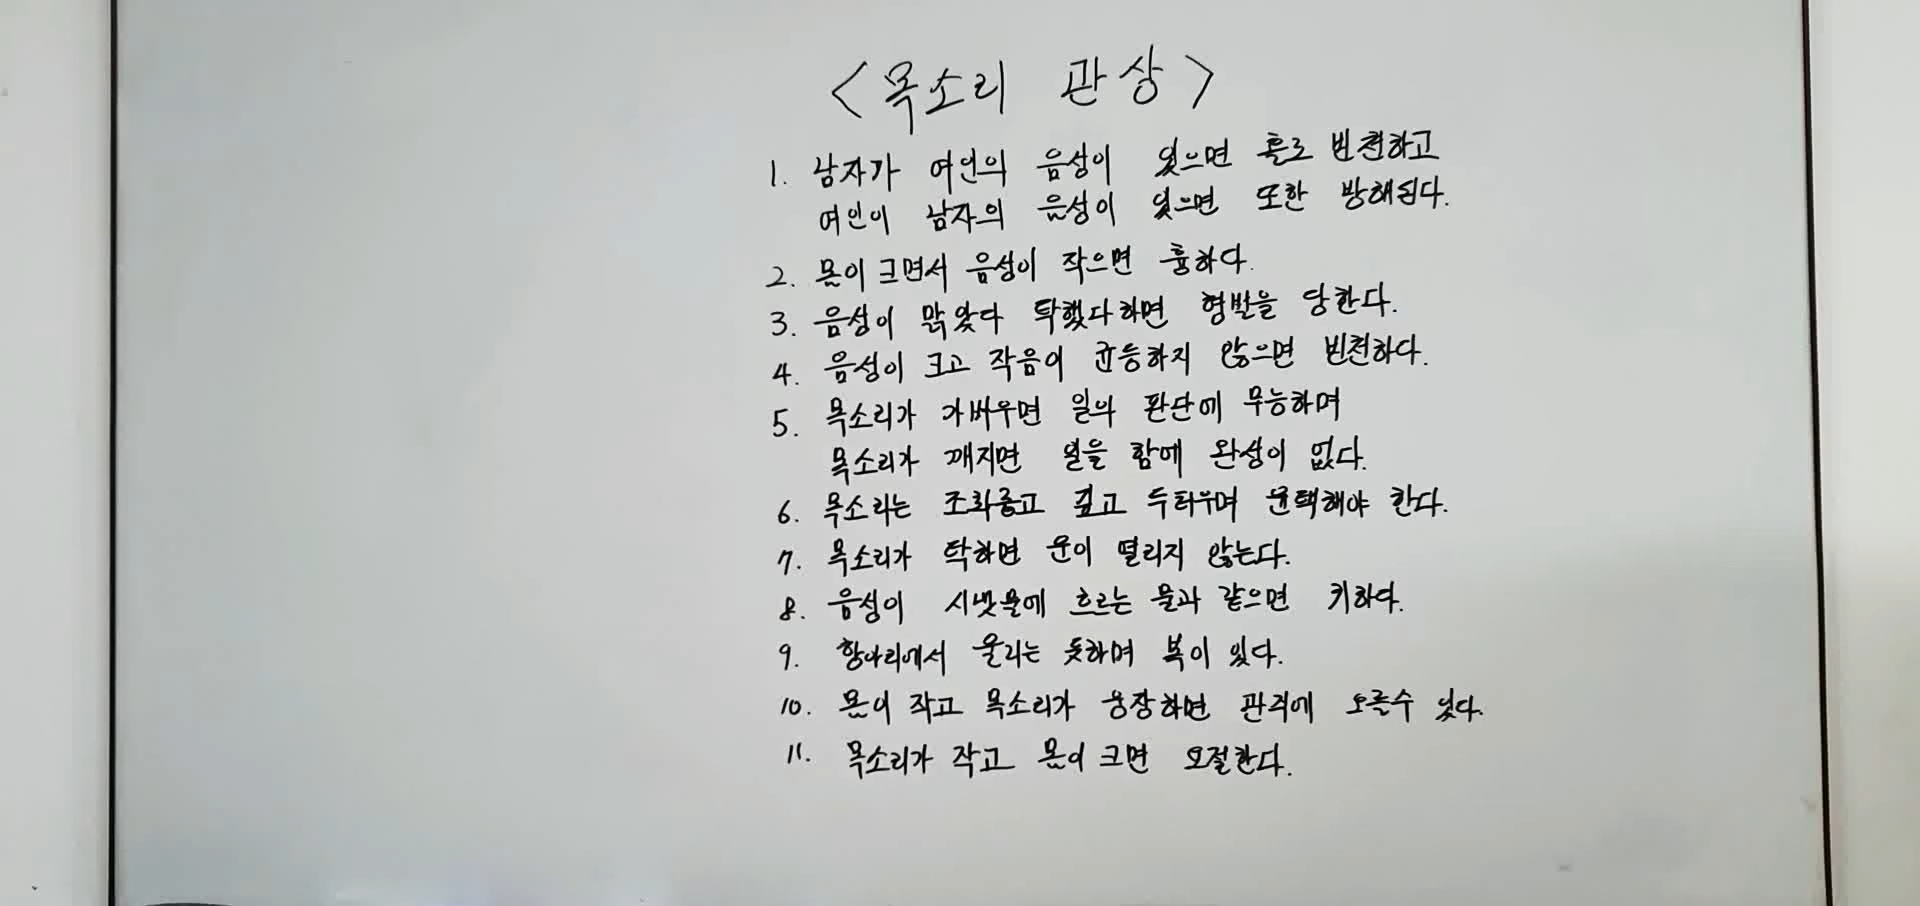 <목소리 관상>
1. 남자가 여인의 음성이 있으면 홀로 빈천하고
여인이 남자의 음성이 있으면 또한 방해된다.
2. 몸이 크면서 음성이 작으면 흉하다.
3. 음성이 맑았다 탁했다하면 형벌을 당한다.
4. 음성이 크고 작음이 균등하지 않으면 빈천하다.
5. 목소리가 가벼우면 일의 판단에 무능하며
목소리가 깨지면 일을 함에 완성이 없다.
6. 목소리는 조화롭고 깊고 두터우며 윤택해야 한다.
7. 목소리가 탁하면 운이 열리지 않는다.
8. 음성이 시냇물에 흐르는 물과 같으면 귀하다.
9. 항아리에서 울리는 듯하며 복이 있다.
10. 몸이 작고 목소리가 웅장하면 관직에 오를수 있다.
11. 목소리가 작고 몸이 크면 요절한다.